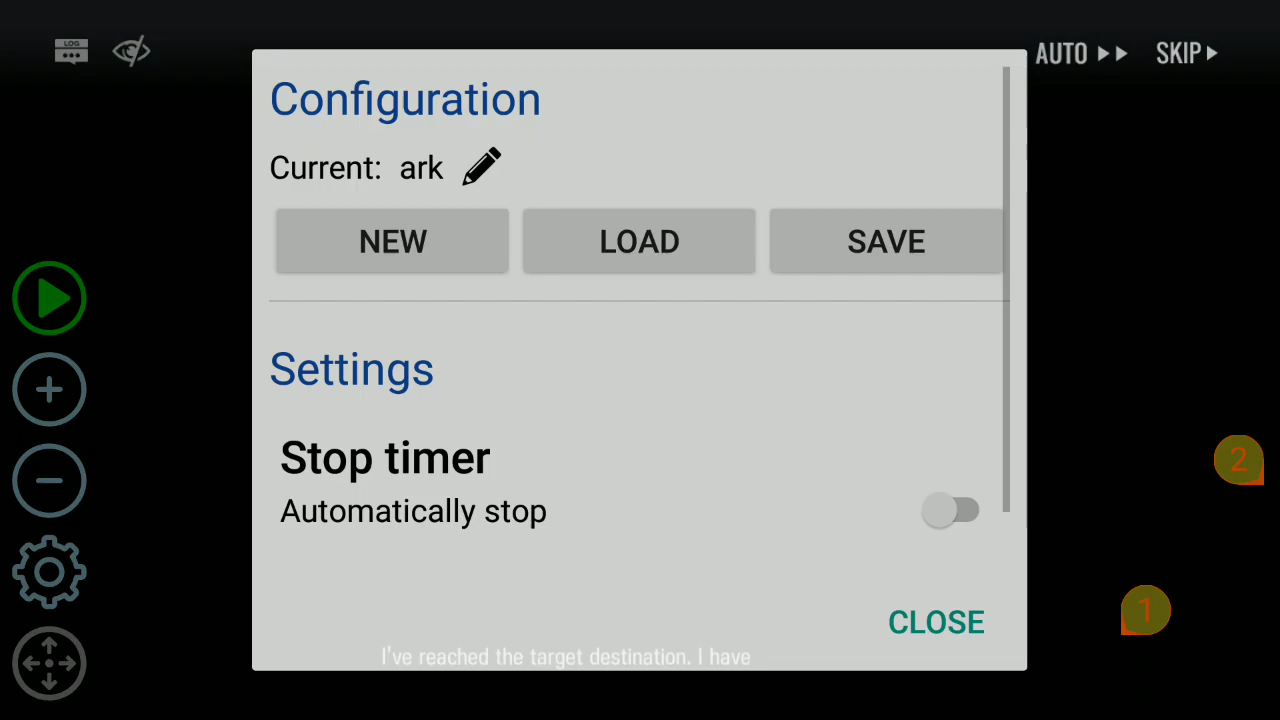 LOG
AUTO
SKIP
Configuration
Current: ark
NEW
LOAD
SAVE
Settings
Stop timer
Automatically stop
2
1
CLOSE
I've reached the target destination. I have